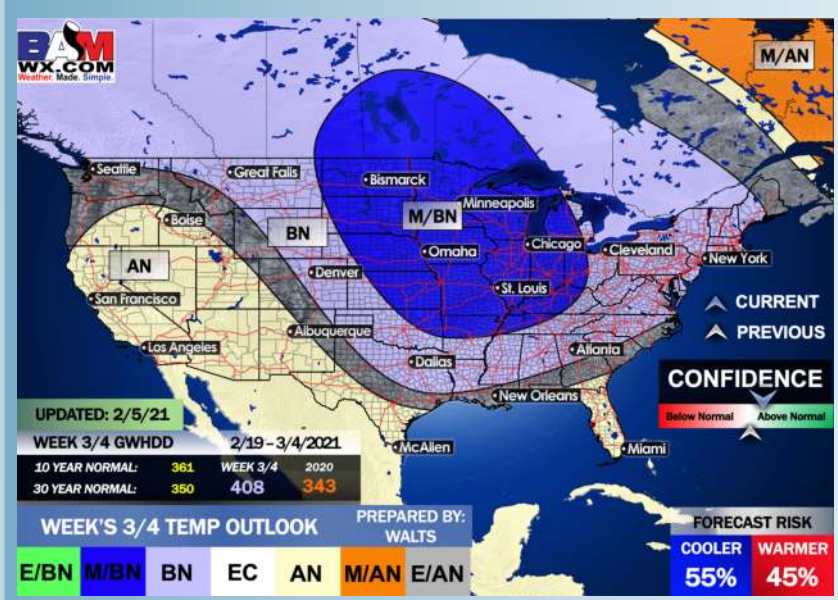 BAM
WX.COM
Weather. Made. Simple.
M/AN
Seattle
Great Falls
Bismarck
Minneapolis
M/BN
Boise
BN
Omaha
Chicago
Cleveland
New York
AN
Denver
St. Louis
San Francisco
CURRENT
PREVIOUS
Albuquerque
Los Angeles
Dallas
Atlanta
CONFIDENCE
Below Normal
Above Normal
New Orleans
McAllen
Miami
UPDATED: 2/5/21
WEEK 3/4 GWHDD 2/19 – 3/4/2021
10 YEAR NORMAL: 361 WEEK 3/4 2020
30 YEAR NORMAL: 350 408 343
WEEK'S 3/4 TEMP OUTLOOK
PREPARED BY:
WALTS
FORECAST RISK
COOLER WARMER
55% 45%
E/BN M/BN BN EC AN M/AN E/AN